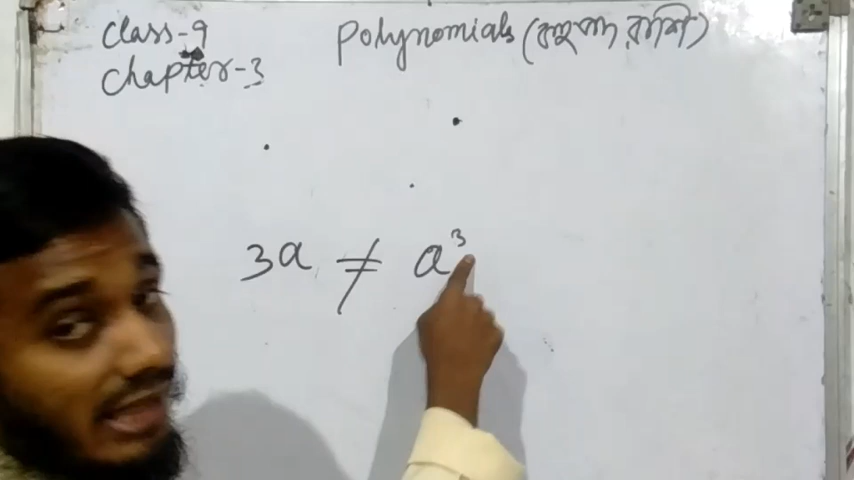 Class-9
Polynomials (বহুপদ রাশি)
Chapter-3
3a ≠ a³